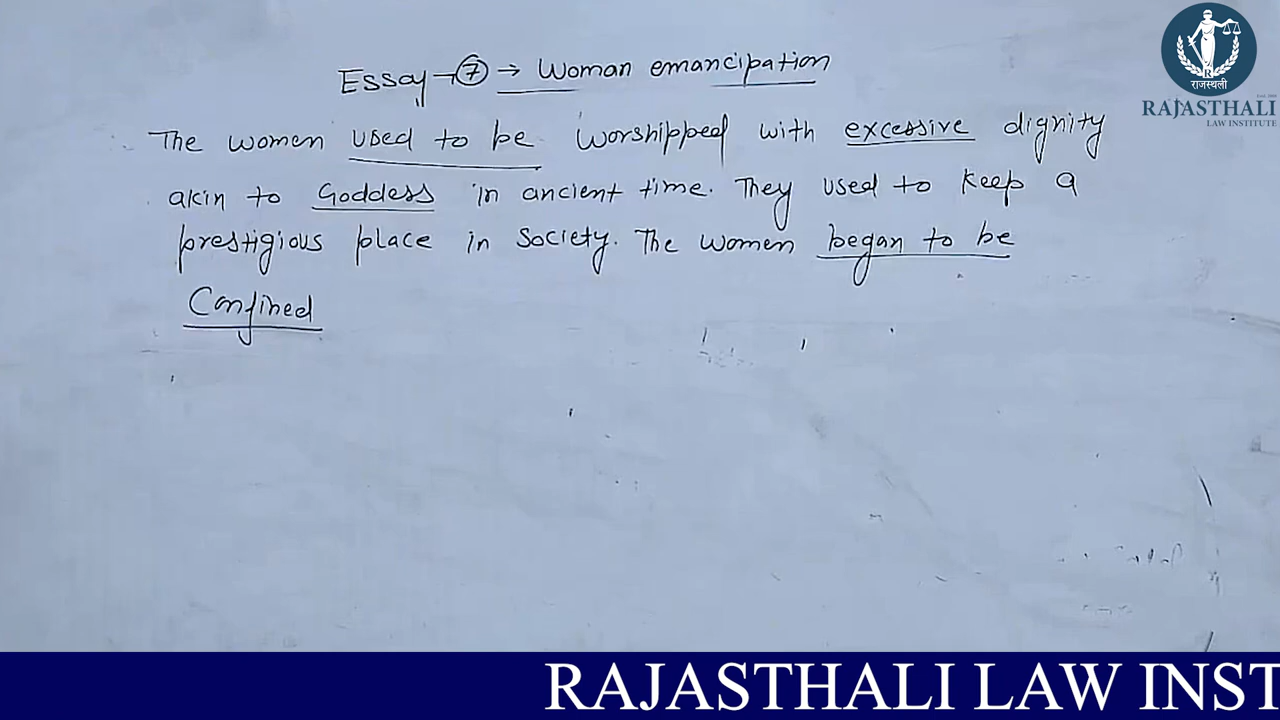 Essay → ⑦ → Woman emancipation
The women used to be worshipped with excessive dignity
akin to Goddess in ancient time. They used to keep a
prestigious place in society. The women began to be
Confined
राजस्थली
RAJASTHALI
LAW INSTITUTE
RAJASTHALI LAW INST